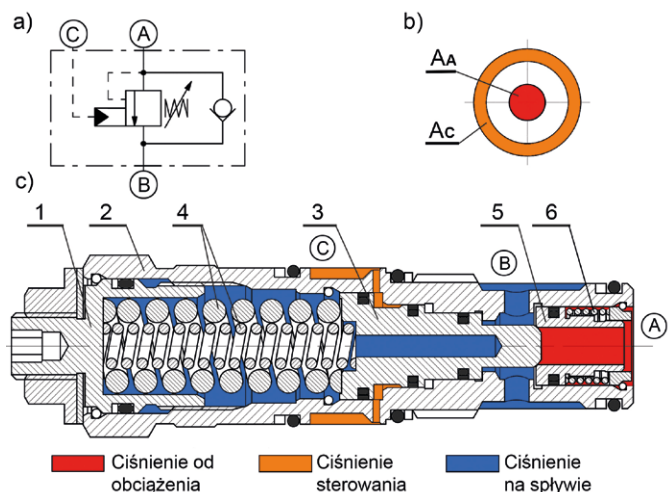 a)
C
A
B
b)
AA
Ac
c)
1
2
4
C
3
B
5
6
A
Ciśnienie od
obciążenia
Ciśnienie
sterowania
Ciśnienie
na spływie